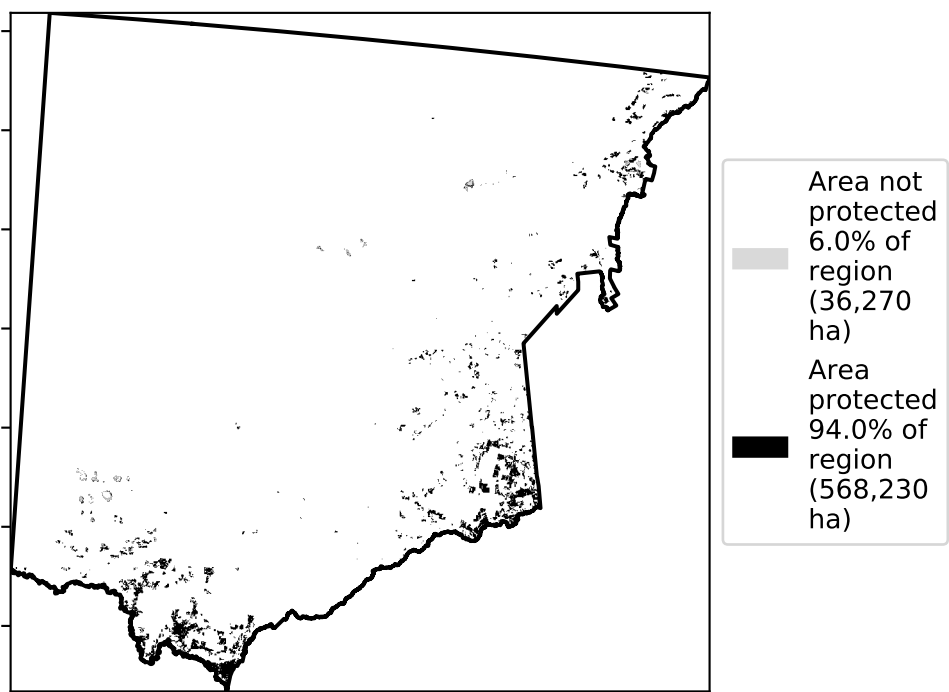 Area not
protected
6.0% of
region
(36,270
ha)
Area
protected
94.0% of
region
(568,230
ha)